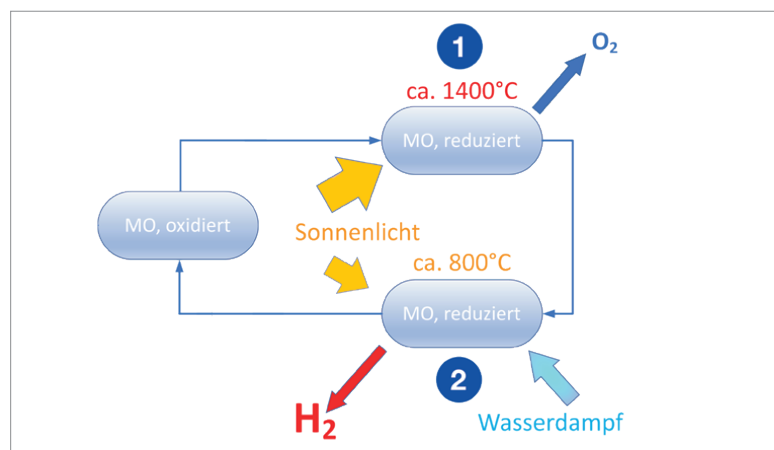 1
O₂
ca. 1400°C
MO, reduziert
MO, oxidiert
Sonnenlicht
ca. 800°C
MO, reduziert
2
H₂
Wasserdampf